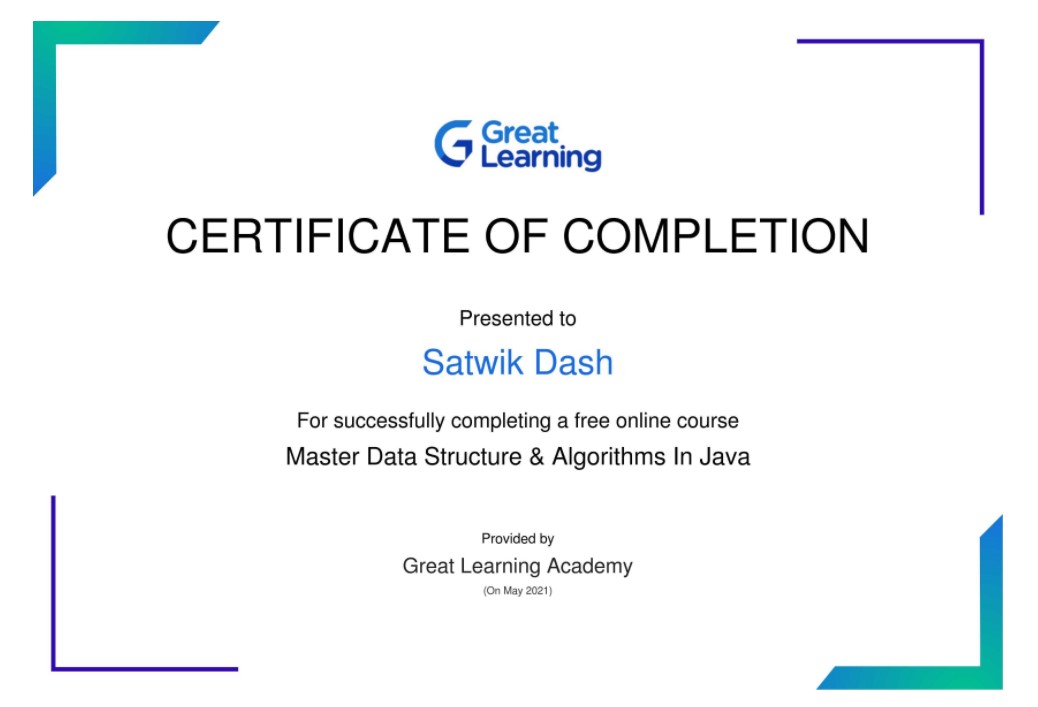 Great
Learning
CERTIFICATE OF COMPLETION
Presented to
Satwik Dash
For successfully completing a free online course
Master Data Structure & Algorithms In Java
Provided by
Great Learning Academy
(On May 2021)